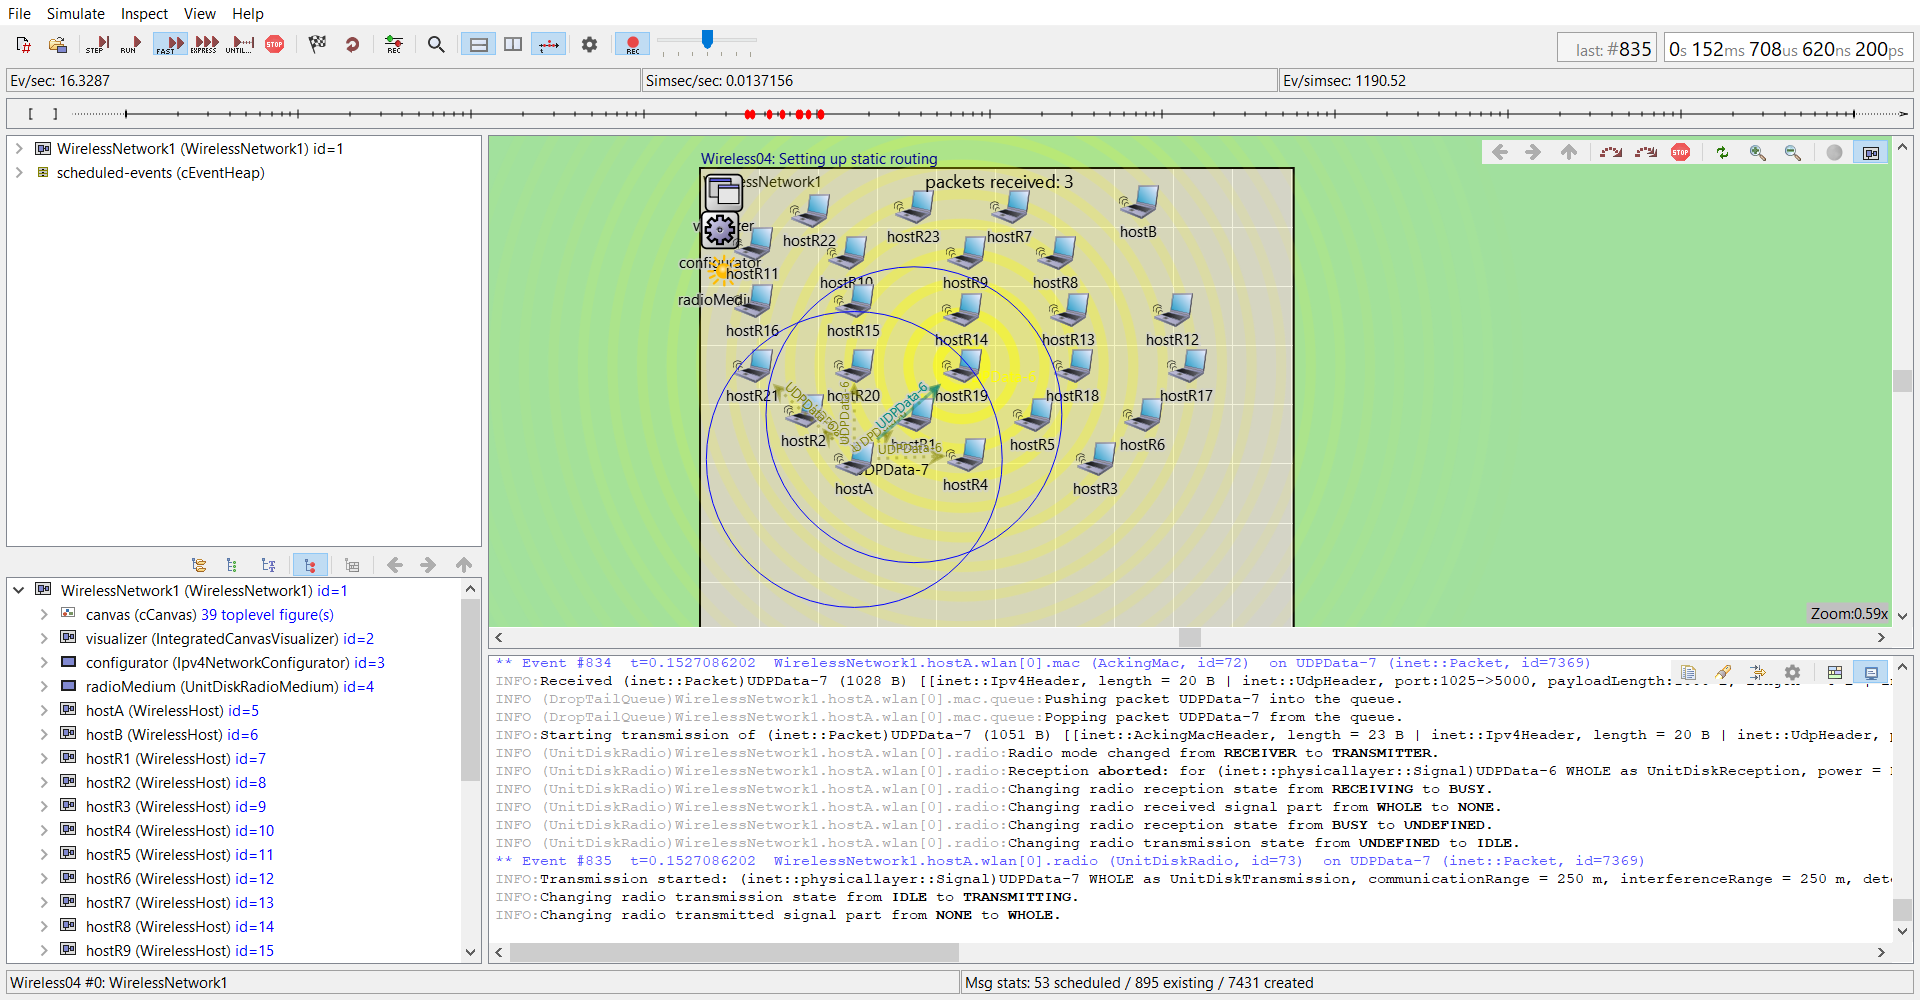 File Simulate Inspect View Help
STEP RUN FAST EXPRESS UNTIL... STOP REC REC
last: #835 0s 152ms 708us 620ns 200ps
Ev/sec: 16.3287 Simsec/sec: 0.0137156 Ev/simsec: 1190.52
[ ]
WirelessNetwork1 (WirelessNetwork1) id=1
scheduled-events (cEventHeap)
WirelessNetwork1 (WirelessNetwork1) id=1
canvas (cCanvas) 39 toplevel figure(s)
visualizer (IntegratedCanvasVisualizer) id=2
configurator (Ipv4NetworkConfigurator) id=3
radioMedium (UnitDiskRadioMedium) id=4
hostA (WirelessHost) id=5
hostB (WirelessHost) id=6
hostR1 (WirelessHost) id=7
hostR2 (WirelessHost) id=8
hostR3 (WirelessHost) id=9
hostR4 (WirelessHost) id=10
hostR5 (WirelessHost) id=11
hostR6 (WirelessHost) id=12
hostR7 (WirelessHost) id=13
hostR8 (WirelessHost) id=14
hostR9 (WirelessHost) id=15
Wireless04: Setting up static routing
STOP
packets received: 3
hostR22 hostR23 hostR7 hostB
configurator
hostR11 hostR10 hostR9 hostR8
hostR16 hostR15 hostR14 hostR13 hostR12
UDPData-6
hostR21 hostR20 hostR19 hostR18 hostR17
UDPData-6
UDPData-6
hostR2 hostR1 hostR5 hostR6
UDPData-6
UDPData-7
hostA hostR4 hostR3
Zoom:0.59x
** Event #834 t=0.1527086202 WirelessNetwork1.hostA.wlan[0].mac (AckingMac, id=72) on UDPData-7 (inet::Packet, id=7369)
INFO:Received (inet::Packet)UDPData-7 (1028 B) [[inet::Ipv4Header, length = 20 B | inet::UdpHeader, port:1025->5000, payloadLength:
INFO (DropTailQueue)WirelessNetwork1.hostA.wlan[0].mac.queue:Pushing packet UDPData-7 into the queue.
INFO (DropTailQueue)WirelessNetwork1.hostA.wlan[0].mac.queue:Popping packet UDPData-7 from the queue.
INFO:Starting transmission of (inet::Packet)UDPData-7 (1051 B) [[inet::AckingMacHeader, length = 23 B | inet::Ipv4Header, length = 20 B | inet::UdpHeader,
INFO (UnitDiskRadio)WirelessNetwork1.hostA.wlan[0].radio:Radio mode changed from RECEIVER to TRANSMITTER.
INFO (UnitDiskRadio)WirelessNetwork1.hostA.wlan[0].radio:Reception aborted: for (inet::physicallayer::Signal)UDPData-6 WHOLE as UnitDiskReception, power =
INFO (UnitDiskRadio)WirelessNetwork1.hostA.wlan[0].radio:Changing radio reception state from RECEIVING to BUSY.
INFO (UnitDiskRadio)WirelessNetwork1.hostA.wlan[0].radio:Changing radio received signal part from WHOLE to NONE.
INFO (UnitDiskRadio)WirelessNetwork1.hostA.wlan[0].radio:Changing radio reception state from BUSY to UNDEFINED.
INFO (UnitDiskRadio)WirelessNetwork1.hostA.wlan[0].radio:Changing radio transmission state from UNDEFINED to IDLE.
** Event #835 t=0.1527086202 WirelessNetwork1.hostA.wlan[0].radio (UnitDiskRadio, id=73) on UDPData-7 (inet::Packet, id=7369)
INFO:Transmission started: (inet::physicallayer::Signal)UDPData-7 WHOLE as UnitDiskTransmission, communicationRange = 250 m, interferenceRange = 250 m, det
INFO:Changing radio transmission state from IDLE to TRANSMITTING.
INFO:Changing radio transmitted signal part from NONE to WHOLE.
Wireless04 #0: WirelessNetwork1 Msg stats: 53 scheduled / 895 existing / 7431 created